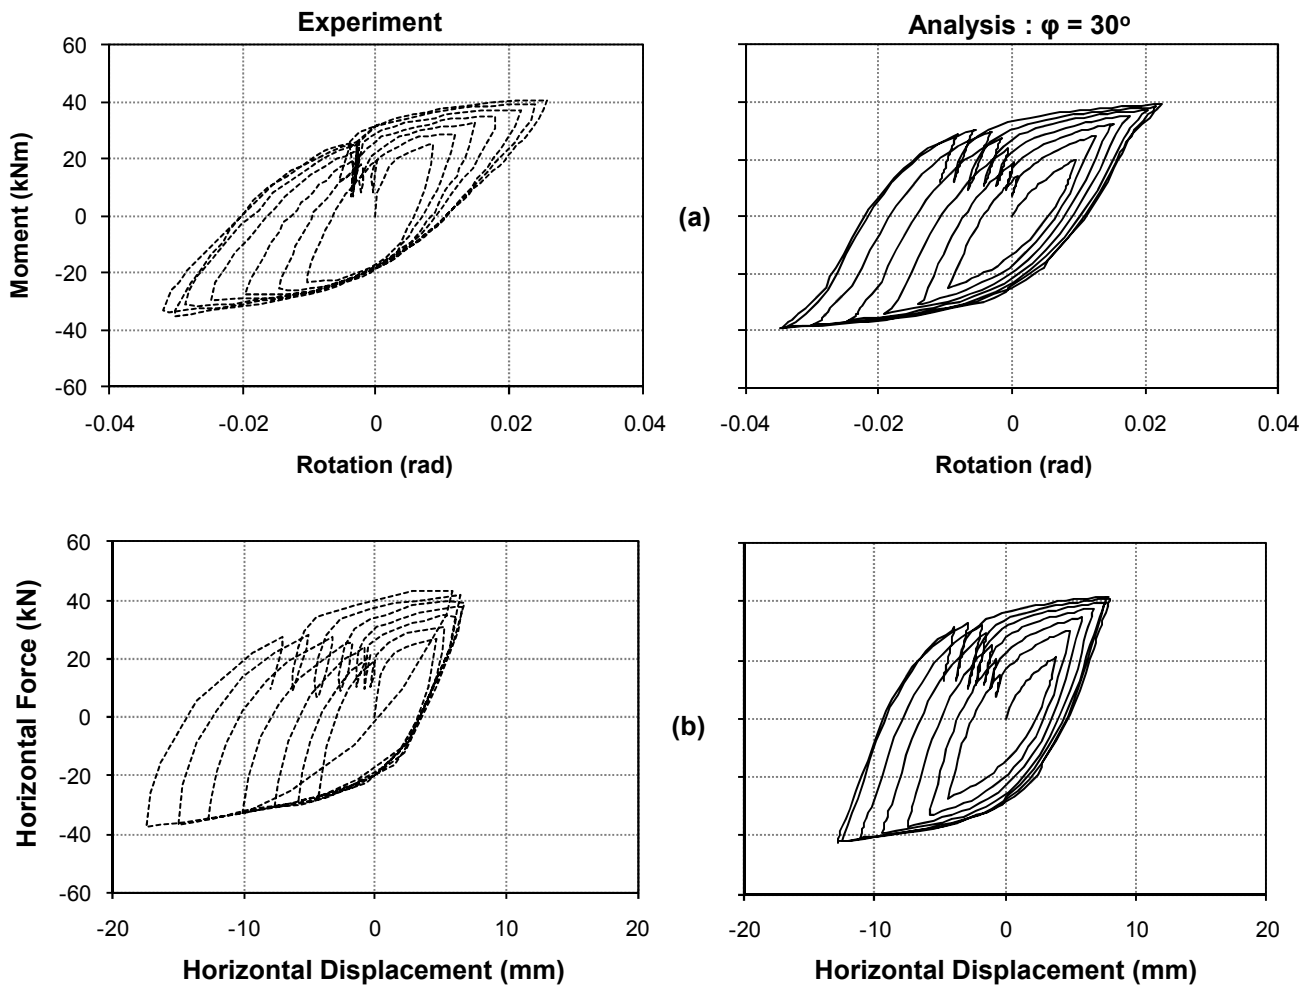 Experiment
Analysis : φ = 30°
60
40
20
0
-20
-40
-60
Moment (kNm)
-0.04 -0.02 0 0.02 0.04
Rotation (rad)
(a)
-0.04 -0.02 0 0.02 0.04
Rotation (rad)
60
40
20
0
-20
-40
-60
Horizontal Force (kN)
-20 -10 0 10 20
Horizontal Displacement (mm)
(b)
-20 -10 0 10 20
Horizontal Displacement (mm)